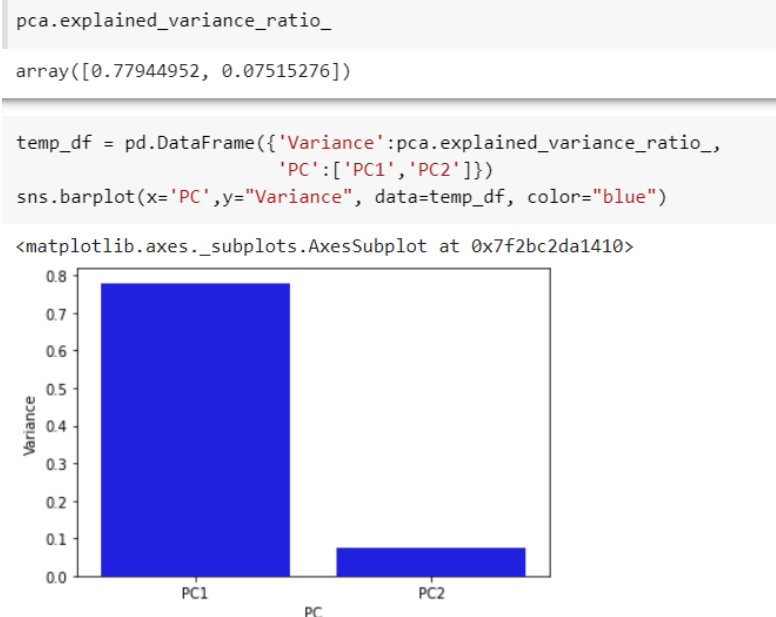 pca.explained_variance_ratio_
array([0.77944952, 0.07515276])
temp_df = pd.DataFrame({'Variance':pca.explained_variance_ratio_,
'PC':['PC1','PC2']})
sns.barplot(x='PC',y="Variance", data=temp_df, color="blue")
<matplotlib.axes._subplots.AxesSubplot at 0x7f2bc2da1410>
0.8
0.7
0.6
0.5
0.4
0.3
0.2
0.1
0.0
Variance
PC1 PC2
PC